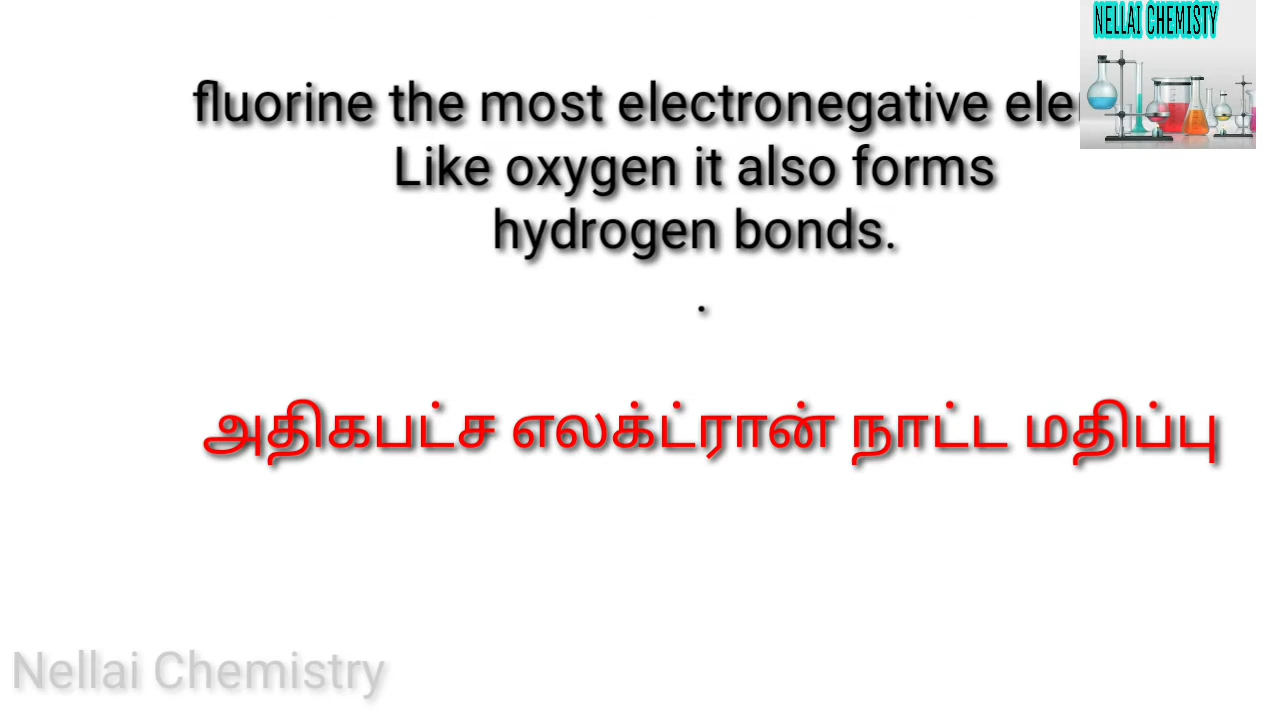 NELLAI CHEMISTY
fluorine the most electronegative
Like oxygen it also forms
hydrogen bonds.
.
அதிகபட்ச எலக்ட்ரான் நாட்ட மதிப்பு
Nellai Chemistry